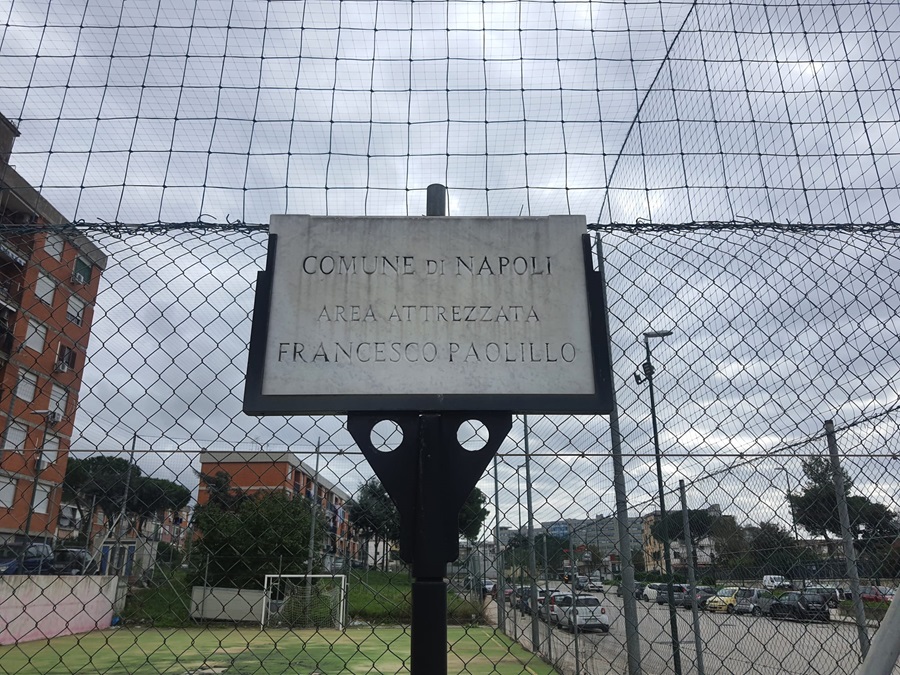 COMUNE di NAPOLI
AREA ATTREZZATA
FRANCESCO PAOLILLO